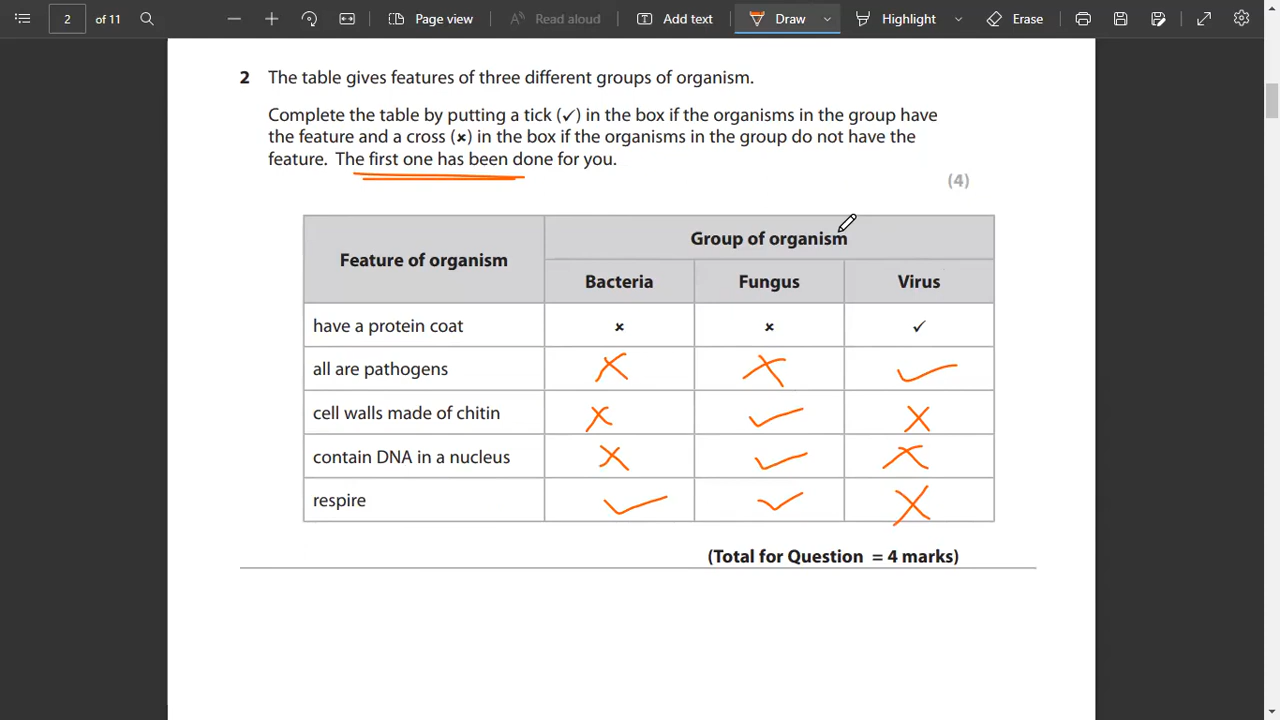 2
of 11
Page view
Read aloud
Add text
Draw
Highlight
Erase
2 The table gives features of three different groups of organism.
Complete the table by putting a tick (✓) in the box if the organisms in the group have
the feature and a cross (×) in the box if the organisms in the group do not have the
feature. The first one has been done for you.
(4)
Feature of organism
Group of organism
Bacteria Fungus Virus
have a protein coat × × ✓
all are pathogens ✗ ✗ ✓
cell walls made of chitin ✗ ✓ ✗
contain DNA in a nucleus ✗ ✓ ✗
respire ✓ ✓ ✗
(Total for Question = 4 marks)